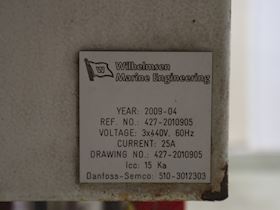 Wilhelmsen
Marine Engineering
YEAR: 2009-04
REF. NO.: 427-2010905
VOLTAGE: 3x440V, 60Hz
CURRENT: 25A
DRAWING NO.: 427-2010905
Icc: 15 Ka
Danfoss-Semco: 510-3012303